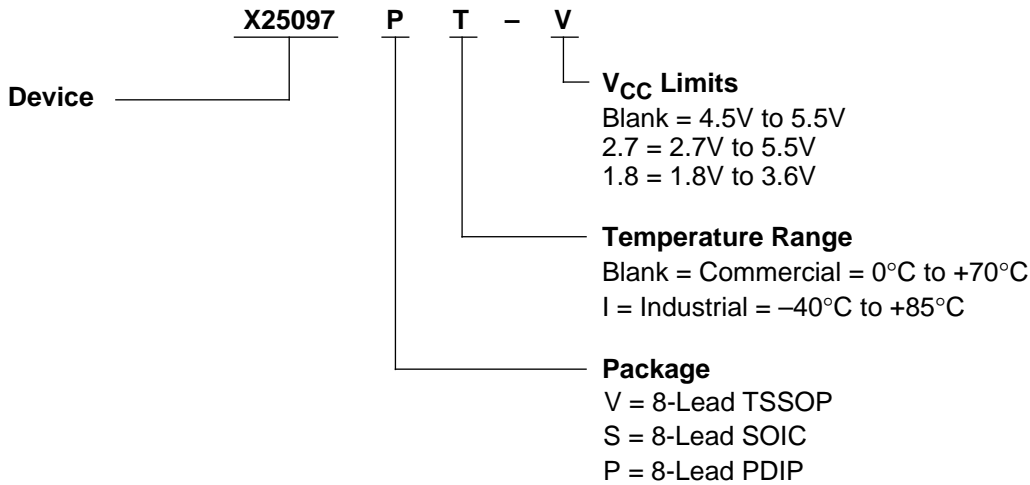 X25097 P T – V
Device
VCC Limits
Blank = 4.5V to 5.5V
2.7 = 2.7V to 5.5V
1.8 = 1.8V to 3.6V
Temperature Range
Blank = Commercial = 0°C to +70°C
I = Industrial = –40°C to +85°C
Package
V = 8-Lead TSSOP
S = 8-Lead SOIC
P = 8-Lead PDIP